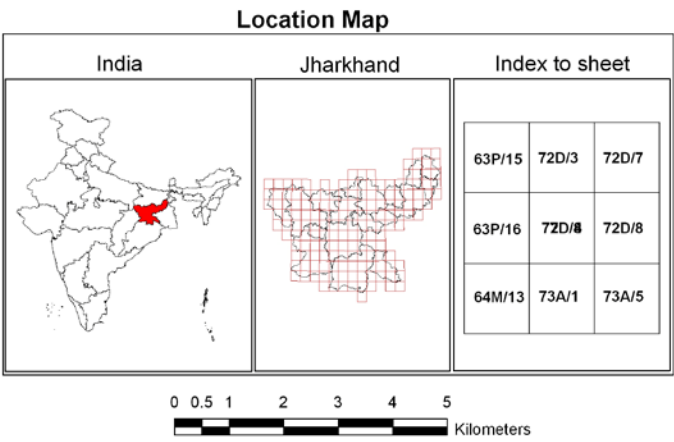 Location Map
India
Jharkhand
Index to sheet
63P/15 72D/3 72D/7
63P/16 72D/8
64M/13 73A/1 73A/5
0 0.5 1 2 3 4 5
Kilometers